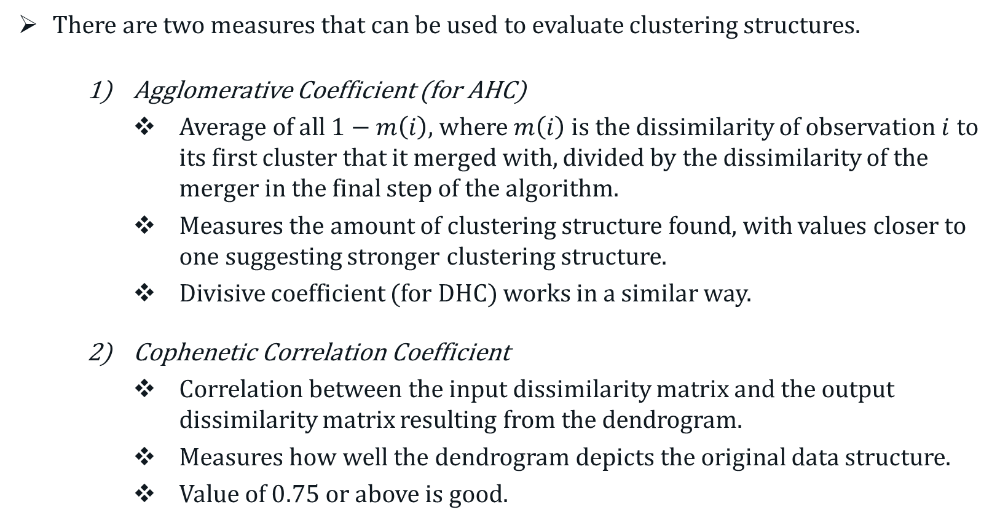 ➢ There are two measures that can be used to evaluate clustering structures.
1) Agglomerative Coefficient (for AHC)
❖ Average of all 1 − m(i), where m(i) is the dissimilarity of observation i to
its first cluster that it merged with, divided by the dissimilarity of the
merger in the final step of the algorithm.
❖ Measures the amount of clustering structure found, with values closer to
one suggesting stronger clustering structure.
❖ Divisive coefficient (for DHC) works in a similar way.
2) Cophenetic Correlation Coefficient
❖ Correlation between the input dissimilarity matrix and the output
dissimilarity matrix resulting from the dendrogram.
❖ Measures how well the dendrogram depicts the original data structure.
❖ Value of 0.75 or above is good.